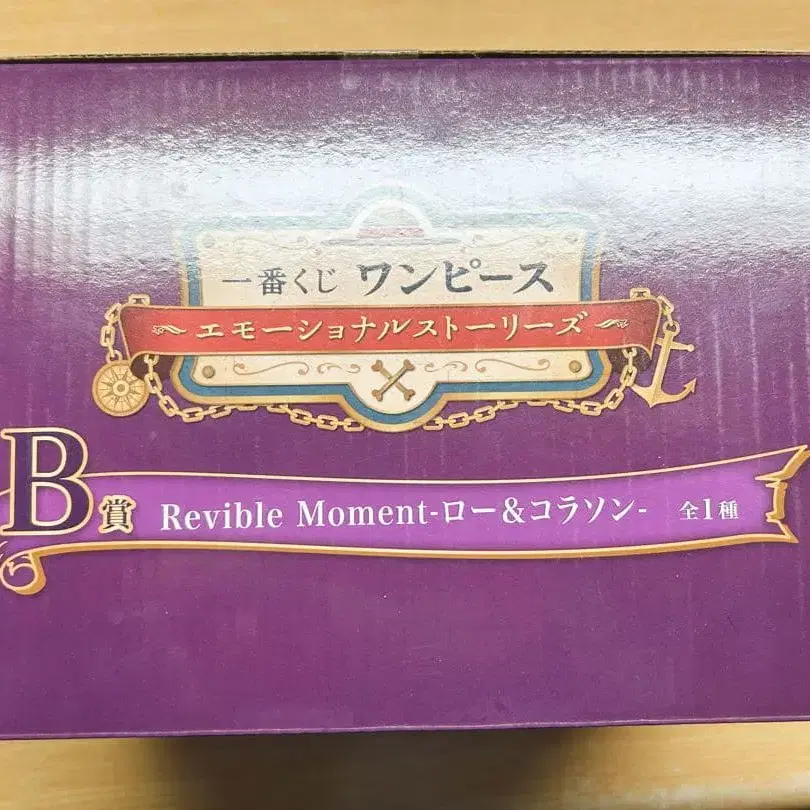 一番くじ ワンピース
エモーショナルストーリーズ
B賞 Revible Moment-ロー&コラソン- 全1種